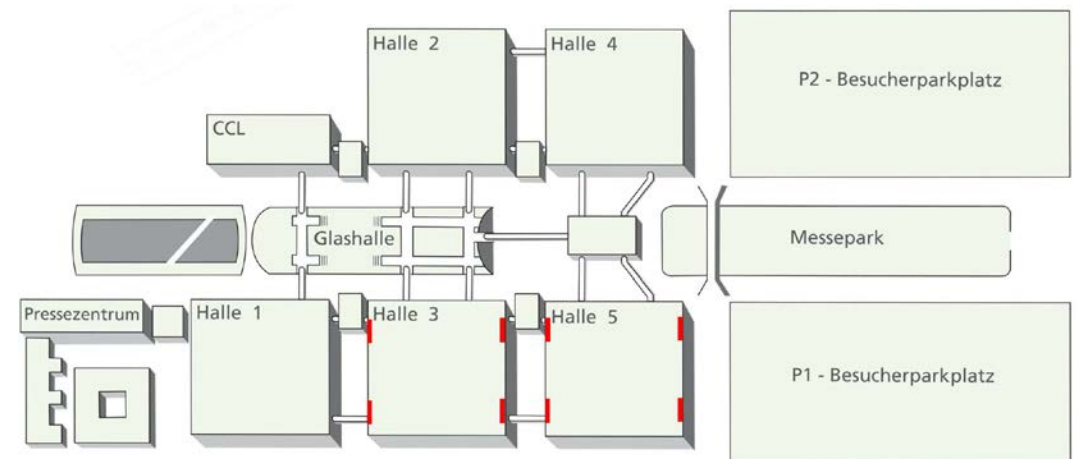 Halle 2
Halle 4
P2 - Besucherparkplatz
CCL
Glashalle
Messepark
Pressezentrum
Halle 1
Halle 3
Halle 5
P1 - Besucherparkplatz